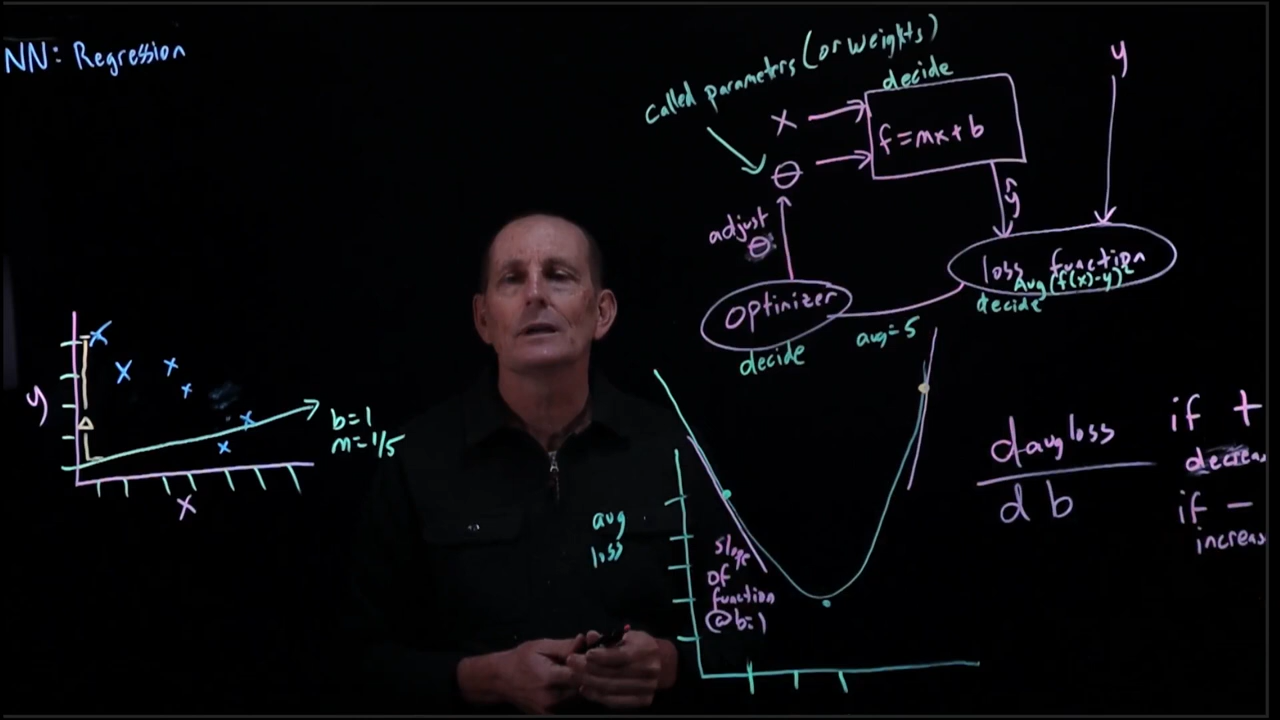 NN: Regression
y
x
b=1
m=1/5
called parameters (or weights)
decide
x
θ
f=mx+b
y
ŷ
adjust
θ
loss function
Avg(f(x)-y)²
decide
optimizer
decide
avg=5
avg
loss
slope
of
function
@b=1
d avg loss
d b
if +
decreas
if -
increas